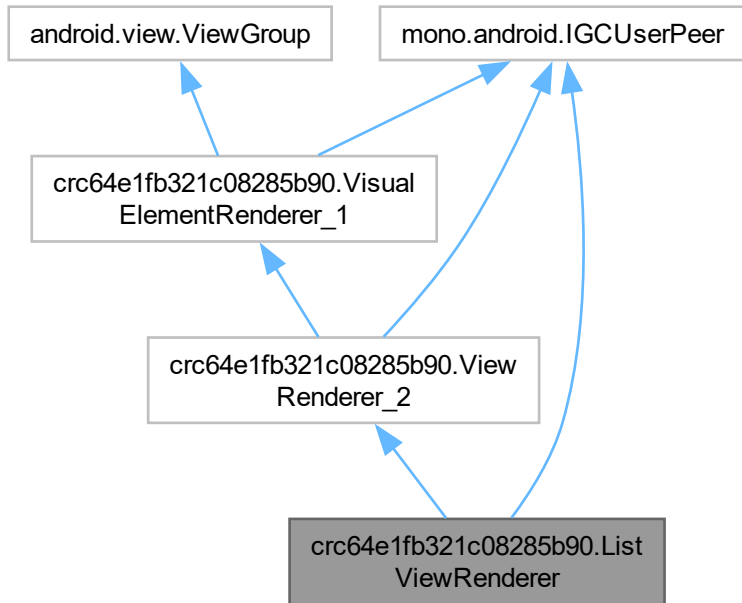 android.view.ViewGroup
mono.android.IGCUserPeer
crc64e1fb321c08285b90.Visual
ElementRenderer_1
crc64e1fb321c08285b90.View
Renderer_2
crc64e1fb321c08285b90.List
ViewRenderer